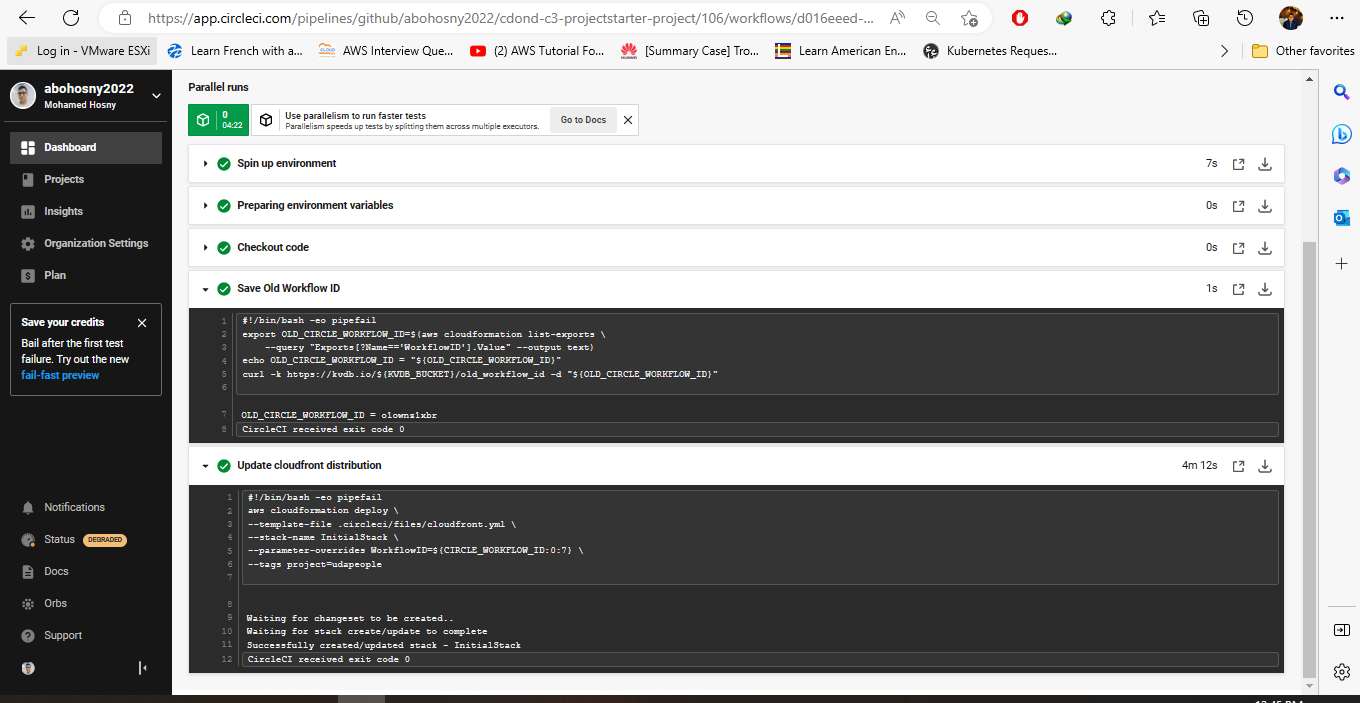 https://app.circleci.com/pipelines/github/abohosny2022/cdond-c3-projectstarter-project/106/workflows/d016eeed-...
Log in - VMware ESXi
Learn French with a...
AWS Interview Que...
(2) AWS Tutorial Fo...
[Summary Case] Tro...
Learn American En...
Kubernetes Reques...
Other favorites
abohosny2022
Mohamed Hosny
Dashboard
Projects
Insights
Organization Settings
Plan
Save your credits
Bail after the first test
failure. Try out the new
fail-fast preview
Notifications
Status DEGRADED
Docs
Orbs
Support
Parallel runs
0
04:22
Use parallelism to run faster tests
Parallelism speeds up tests by splitting them across multiple executors.
Go to Docs
Spin up environment 7s
Preparing environment variables 0s
Checkout code 0s
Save Old Workflow ID 1s
1 #!/bin/bash -eo pipefail
2 export OLD_CIRCLE_WORKFLOW_ID=$(aws cloudformation list-exports \
3 --query "Exports[?Name=='WorkflowID'].Value" --output text)
4 echo OLD_CIRCLE_WORKFLOW_ID = "${OLD_CIRCLE_WORKFLOW_ID}"
5 curl -k https://kvdb.io/${KVDB_BUCKET}/old_workflow_id -d "${OLD_CIRCLE_WORKFLOW_ID}"
6
7 OLD_CIRCLE_WORKFLOW_ID = olowns1xbr
8 CircleCI received exit code 0
Update cloudfront distribution 4m 12s
1 #!/bin/bash -eo pipefail
2 aws cloudformation deploy \
3 --template-file .circleci/files/cloudfront.yml \
4 --stack-name InitialStack \
5 --parameter-overrides WorkflowID=${CIRCLE_WORKFLOW_ID:0:7} \
6 --tags project=udapeople
7
8
9 Waiting for changeset to be created..
10 Waiting for stack create/update to complete
11 Successfully created/updated stack - InitialStack
12 CircleCI received exit code 0